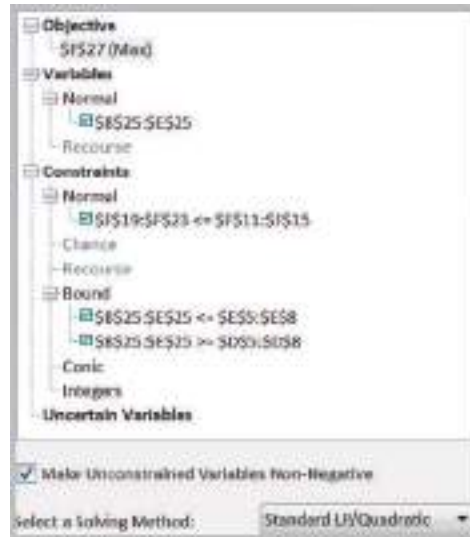 Objective
$F$27 (Max)
Variables
Normal
$B$25:$E$25
Recourse
Constraints
Normal
$F$19:$F$23 <= $F$11:$F$15
Chance
Recourse
Bound
$B$25:$E$25 <= $E$5:$E$8
$B$25:$E$25 >= $D$5:$D$8
Conic
Integers
Uncertain Variables
Make Unconstrained Variables Non-Negative
Select a Solving Method: Standard LP/Quadratic